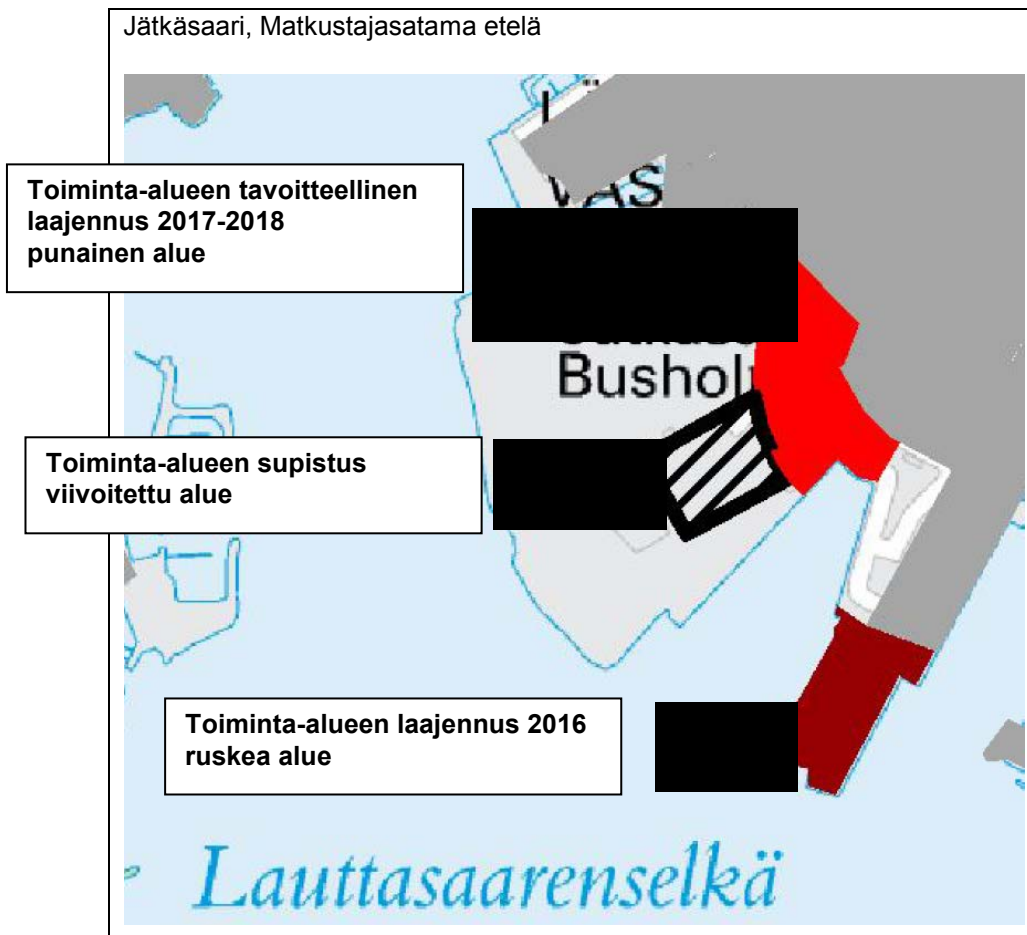 Jätkäsaari, Matkustajasatama etelä
Toiminta-alueen tavoitteellinen
laajennus 2017-2018
punainen alue
Toiminta-alueen supistus
viivoitettu alue
Toiminta-alueen laajennus 2016
ruskea alue
Lauttasaarenselkä